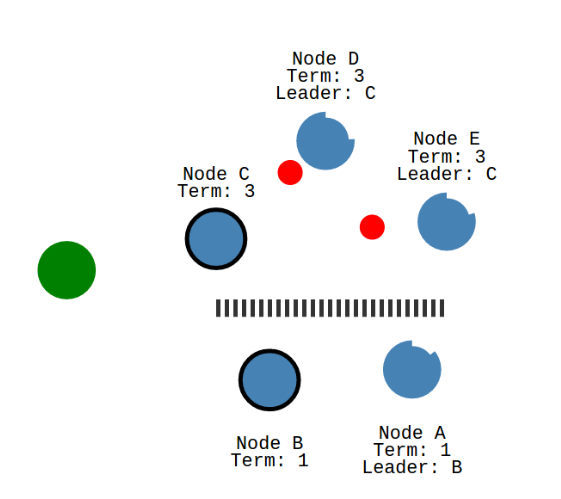 Node D
Term: 3
Leader: C
Node E
Term: 3
Leader: C
Node C
Term: 3
Node B
Term: 1
Node A
Term: 1
Leader: B